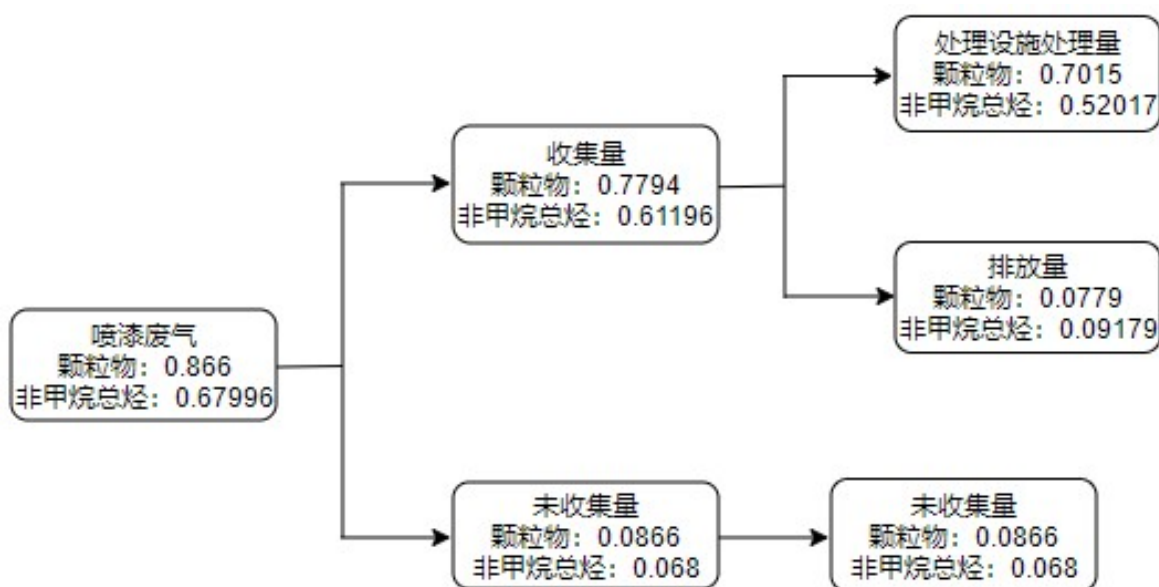 处理设施处理量
颗粒物：0.7015
非甲烷总烃：0.52017
收集量
颗粒物：0.7794
非甲烷总烃：0.61196
排放量
颗粒物：0.0779
非甲烷总烃：0.09179
喷漆废气
颗粒物：0.866
非甲烷总烃：0.67996
未收集量
颗粒物：0.0866
非甲烷总烃：0.068
未收集量
颗粒物：0.0866
非甲烷总烃：0.068